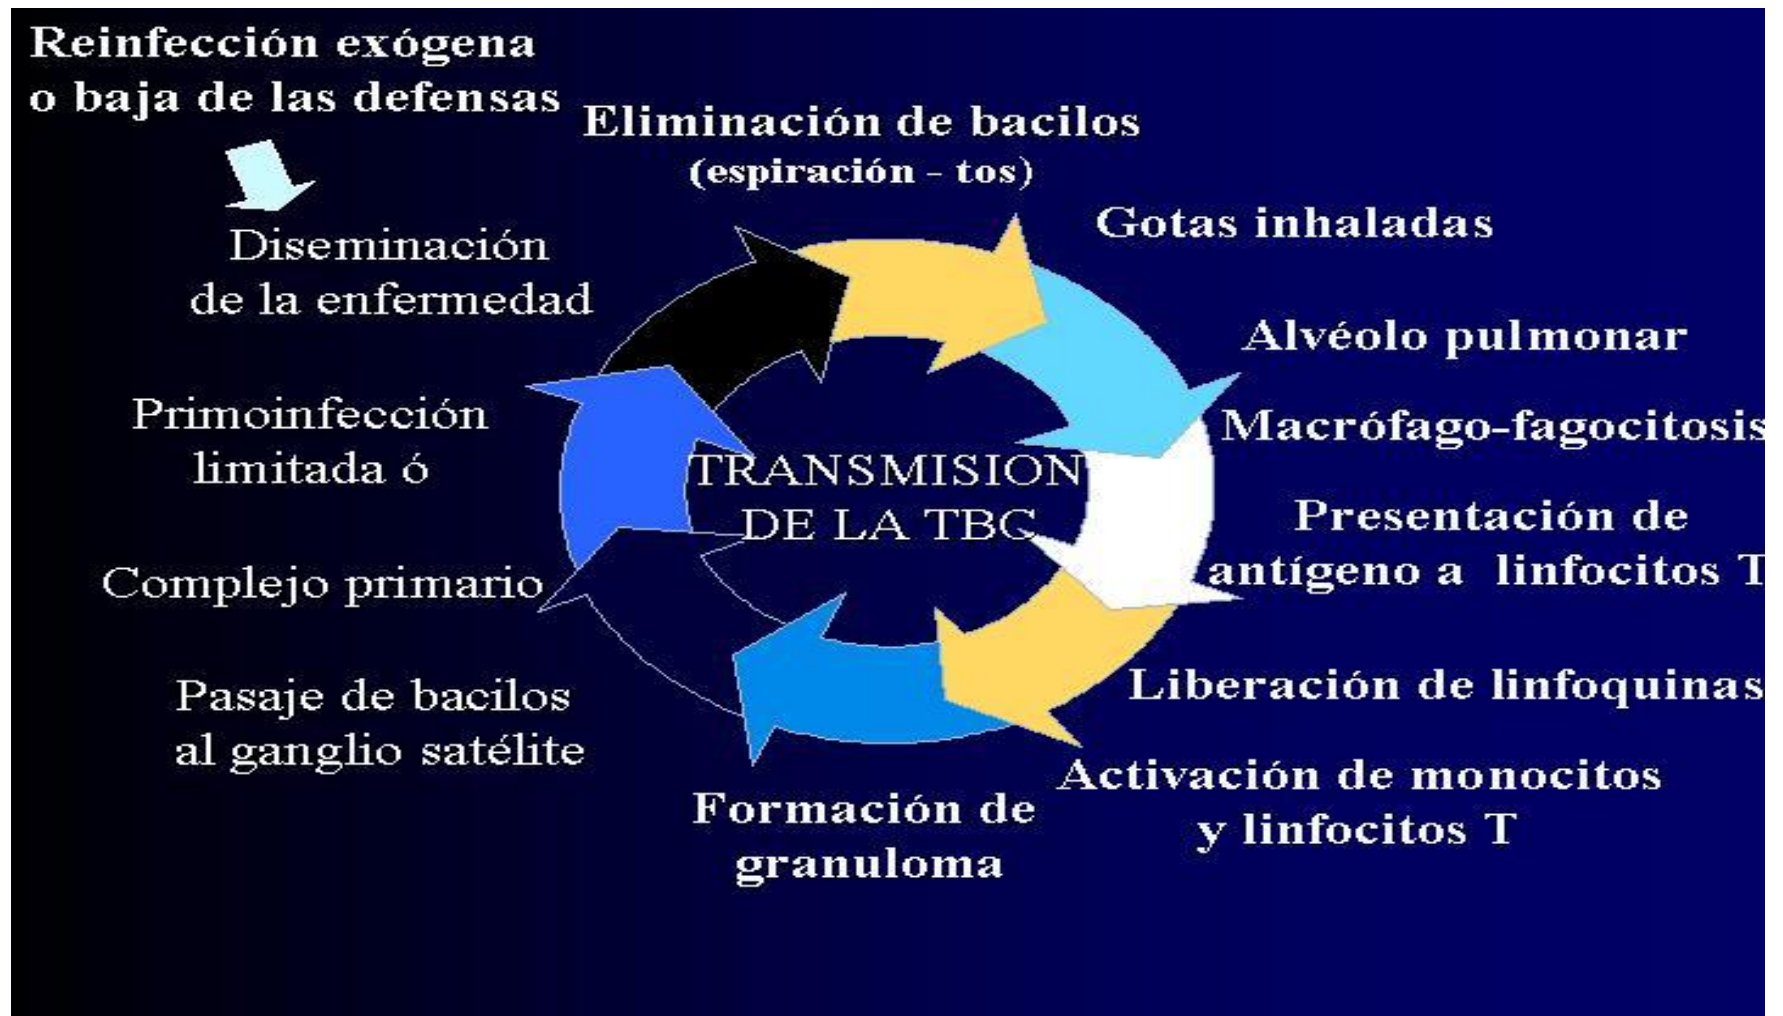 Reinfección exógena
o baja de las defensas
Eliminación de bacilos
(espiración - tos)
Gotas inhaladas
Alvéolo pulmonar
Macrófago-fagocitosis
Presentación de
antígeno a linfocitos T
Liberación de linfoquinas
Activación de monocitos
y linfocitos T
Formación de
granuloma
Pasaje de bacilos
al ganglio satélite
Complejo primario
Primoinfección
limitada ó
Diseminación
de la enfermedad
TRANSMISION
DE LA TBC